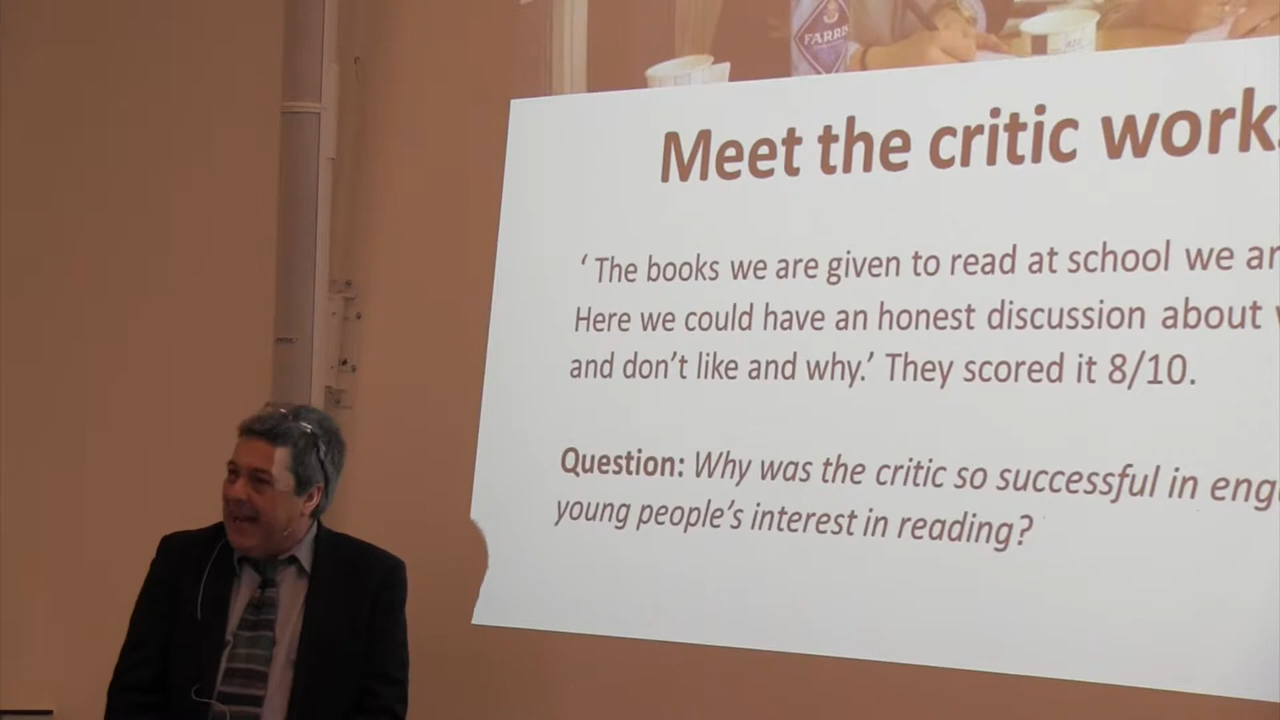 FARRIS
Meet the critic work
‘ The books we are given to read at school we
Here we could have an honest discussion about
and don’t like and why.’ They scored it 8/10.
Question: Why was the critic so successful in eng
young people’s interest in reading?